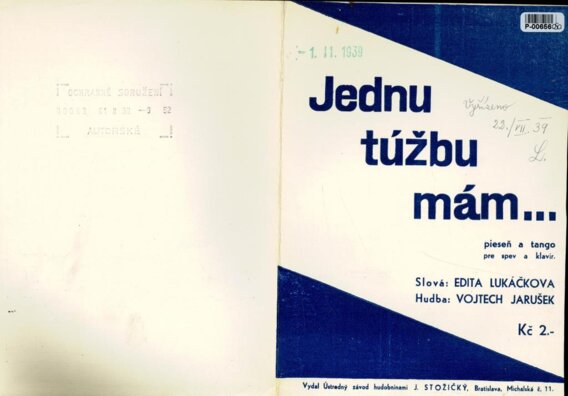 OCHRANNÉ SDRUŽENÍ
AUTORSKÉ
P-00656
- 1. II. 1939
Jednu
túžbu
mám...
Vyřízeno
22./VII. 39
L.
pieseň a tango
pre spev a klavír.
Slová: EDITA LUKÁČKOVA
Hudba: VOJTECH JARUŠEK
Kč 2.-
Vydal Ústredný závod hudobninami J. STOŽICKÝ, Bratislava, Michalská č. 11.